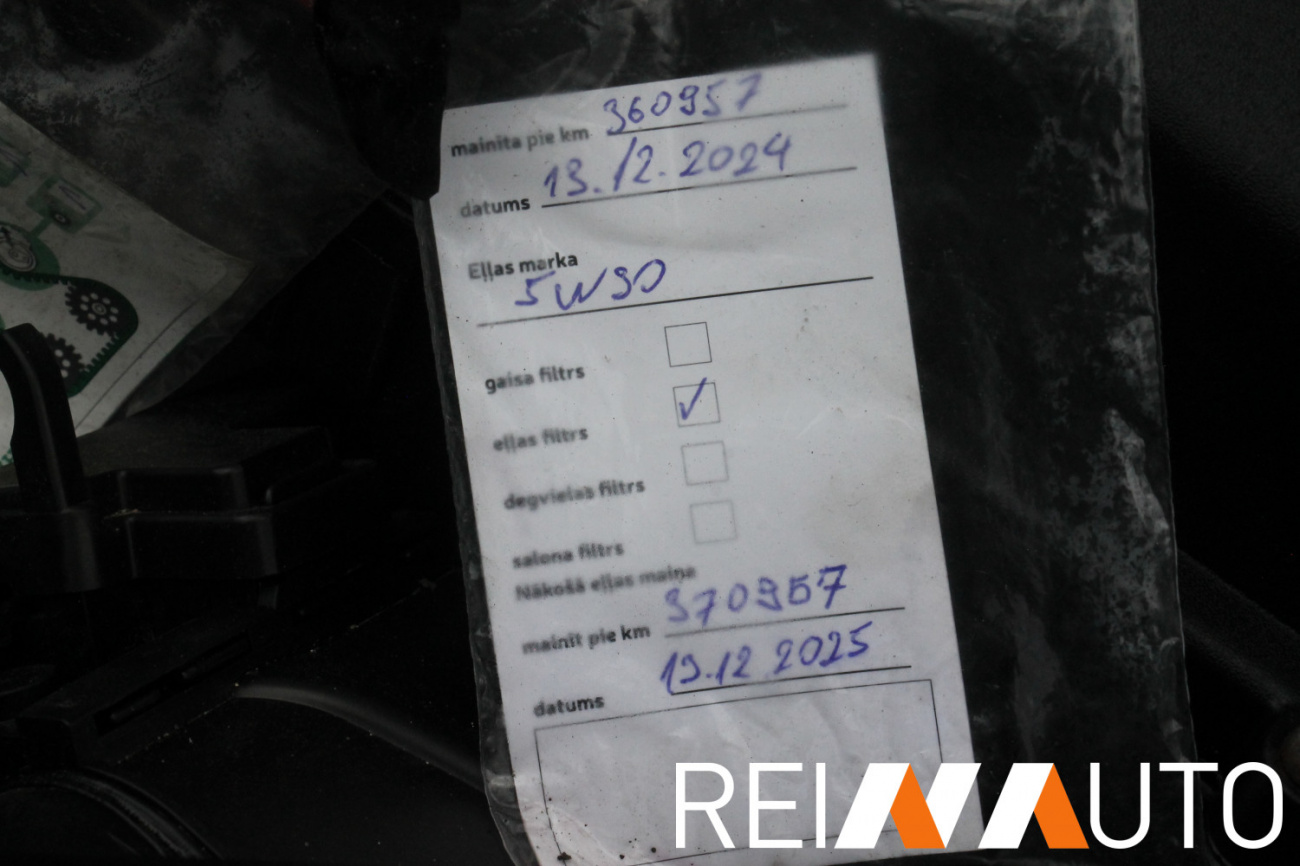 mainīta pie km 360957
datums 13.12.2024
Eļļas marka
5W30
gaisa filtrs
eļļas filtrs ✓
degvielas filtrs
salona filtrs
Nākošā eļļas maiņa
mainīt pie km 370957
datums 13.12 2025
REINAUTO